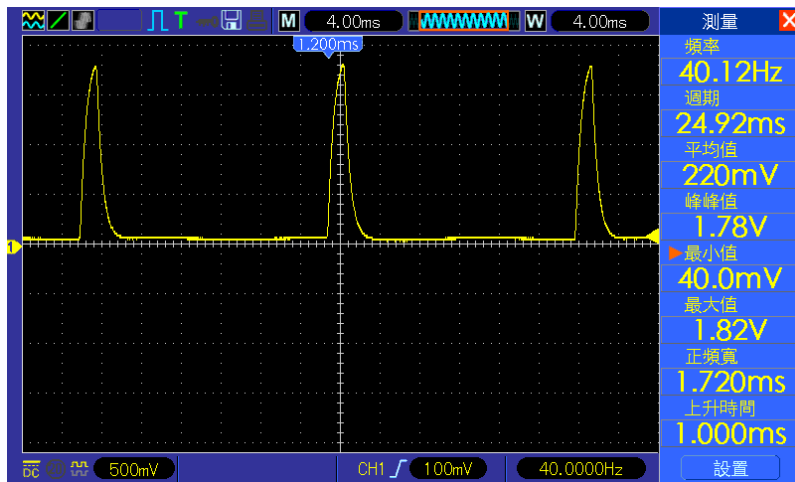 T M 4.00ms W 4.00ms 測量
1.200ms
頻率
40.12Hz
週期
24.92ms
平均值
220mV
峰峰值
1.78V
最小值
40.0mV
最大值
1.82V
正頻寬
1.720ms
上升時間
1.000ms
1
DC 500mV CH1 100mV 40.0000Hz 設置